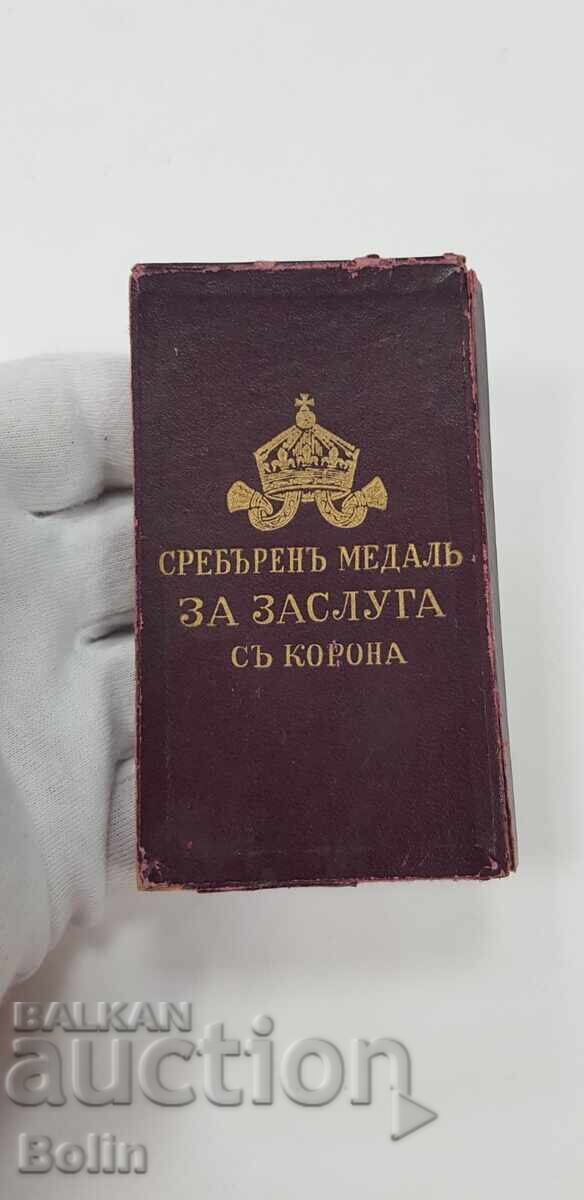 СРЕБЪРЕНЪ МЕДАЛЬ
ЗА ЗАСЛУГА
СЪ КОРОНА
BALKAN
auction
Bolin